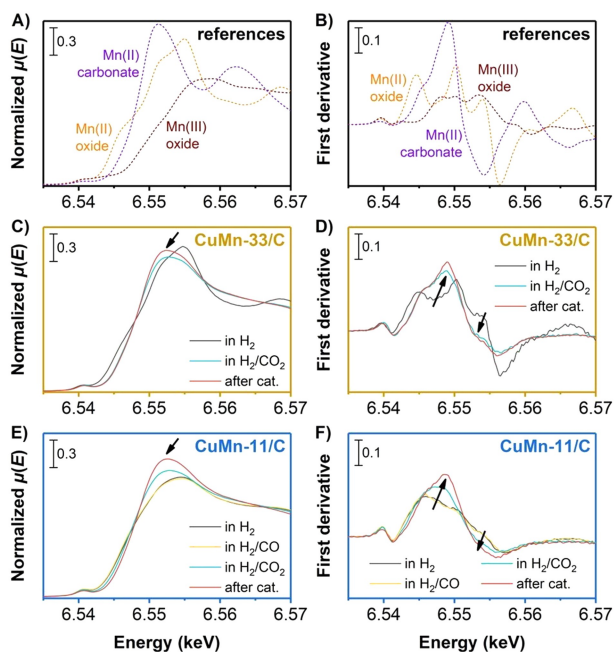 A)
Normalized μ(E)
0.3
references
Mn(II)
carbonate
Mn(II)
oxide
Mn(III)
oxide
6.54 6.55 6.56 6.57
B)
First derivative
0.1
references
Mn(II)
oxide
Mn(III)
oxide
Mn(II)
carbonate
6.54 6.55 6.56 6.57
C)
Normalized μ(E)
0.3
CuMn-33/C
in H₂
in H₂/CO₂
after cat.
6.54 6.55 6.56 6.57
D)
First derivative
0.1
CuMn-33/C
in H₂
in H₂/CO₂
after cat.
6.54 6.55 6.56 6.57
E)
Normalized μ(E)
0.3
CuMn-11/C
in H₂
in H₂/CO
in H₂/CO₂
after cat.
6.54 6.55 6.56 6.57
Energy (keV)
F)
First derivative
0.1
CuMn-11/C
in H₂ in H₂/CO₂
in H₂/CO after cat.
6.54 6.55 6.56 6.57
Energy (keV)